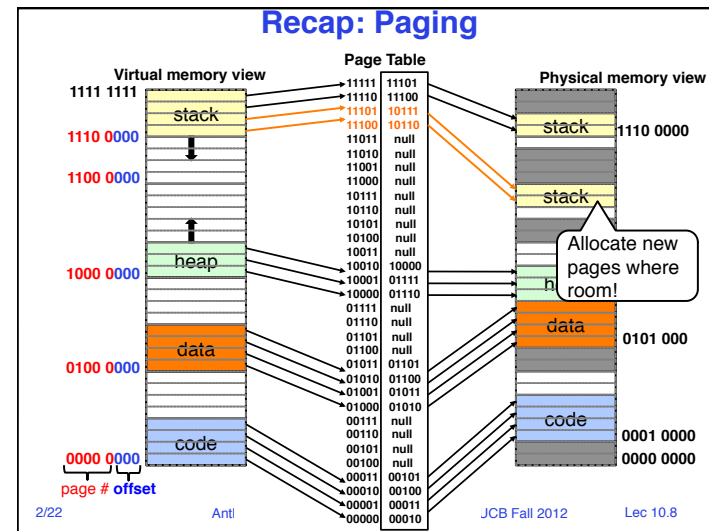 Recap: Paging
Page Table
Virtual memory view
Physical memory view
1111 1111
stack
1110 0000
1100 0000
heap
1000 0000
data
0100 0000
code
0000 0000
page # offset
11111 11101
11110 11100
11101 10111
11100 10110
11011 null
11010 null
11001 null
11000 null
10111 null
10110 null
10101 null
10100 null
10011 null
10010 10000
10001 01111
10000 01110
01111 null
01110 null
01101 null
01100 null
01011 01101
01010 01100
01001 01011
01000 01010
00111 null
00110 null
00101 null
00100 null
00011 00101
00010 00100
00001 00011
00000 00010
stack
1110 0000
stack
Allocate new
pages where
room!
data
0101 000
code
0001 0000
0000 0000
2/22
UCB Fall 2012
Lec 10.8